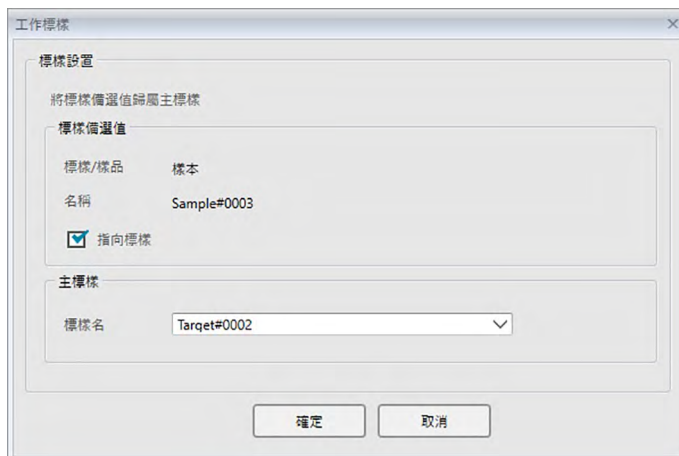 工作標樣
標樣設置
將標樣備選值歸屬主標樣
標樣備選值
標樣/樣品 樣本
名稱 Sample#0003
指向標樣
主標樣
標樣名 Target#0002
確定 取消